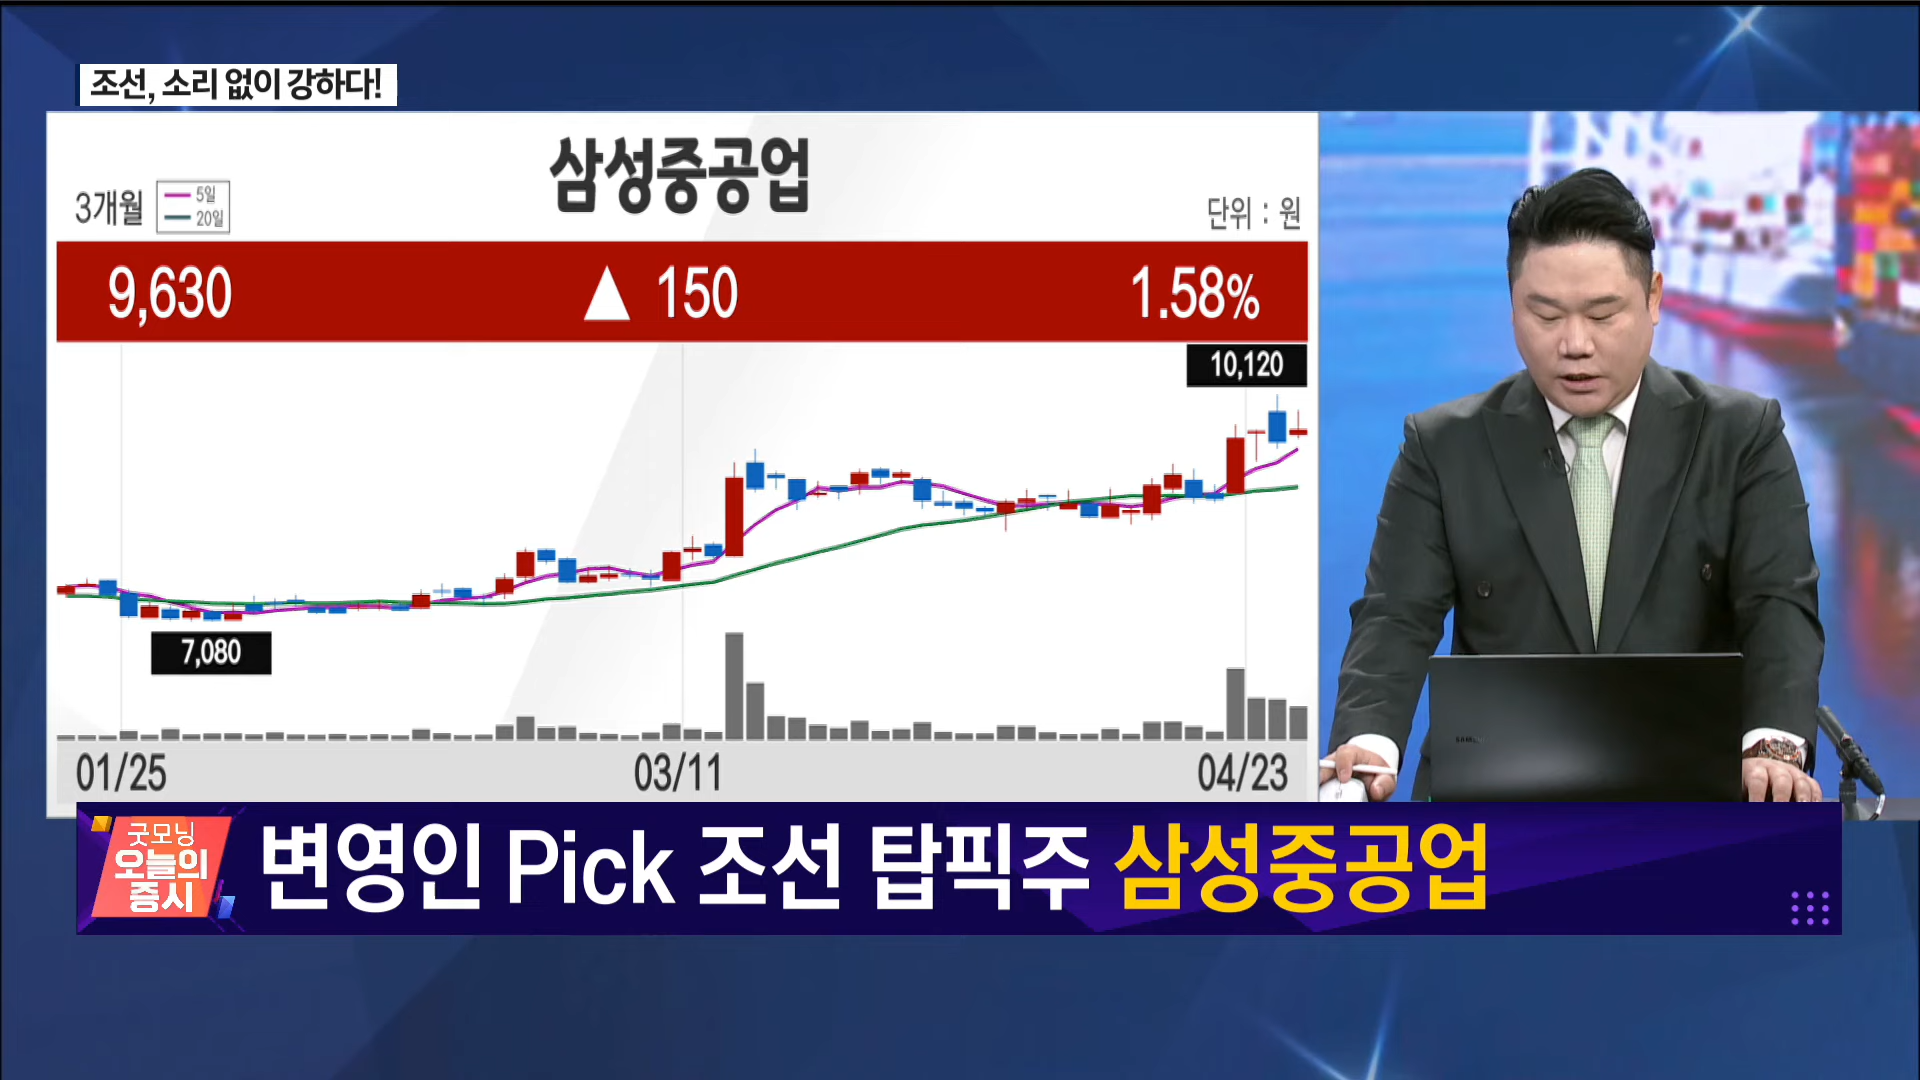 조선, 소리 없이 강하다!
삼성중공업
3개월
5일
20일
단위 : 원
9,630 ▲ 150 1.58%
10,120
7,080
01/25 03/11 04/23
굿모닝
오늘의
증시
변영인 Pick 조선 탑픽주 삼성중공업
SAMSUNG